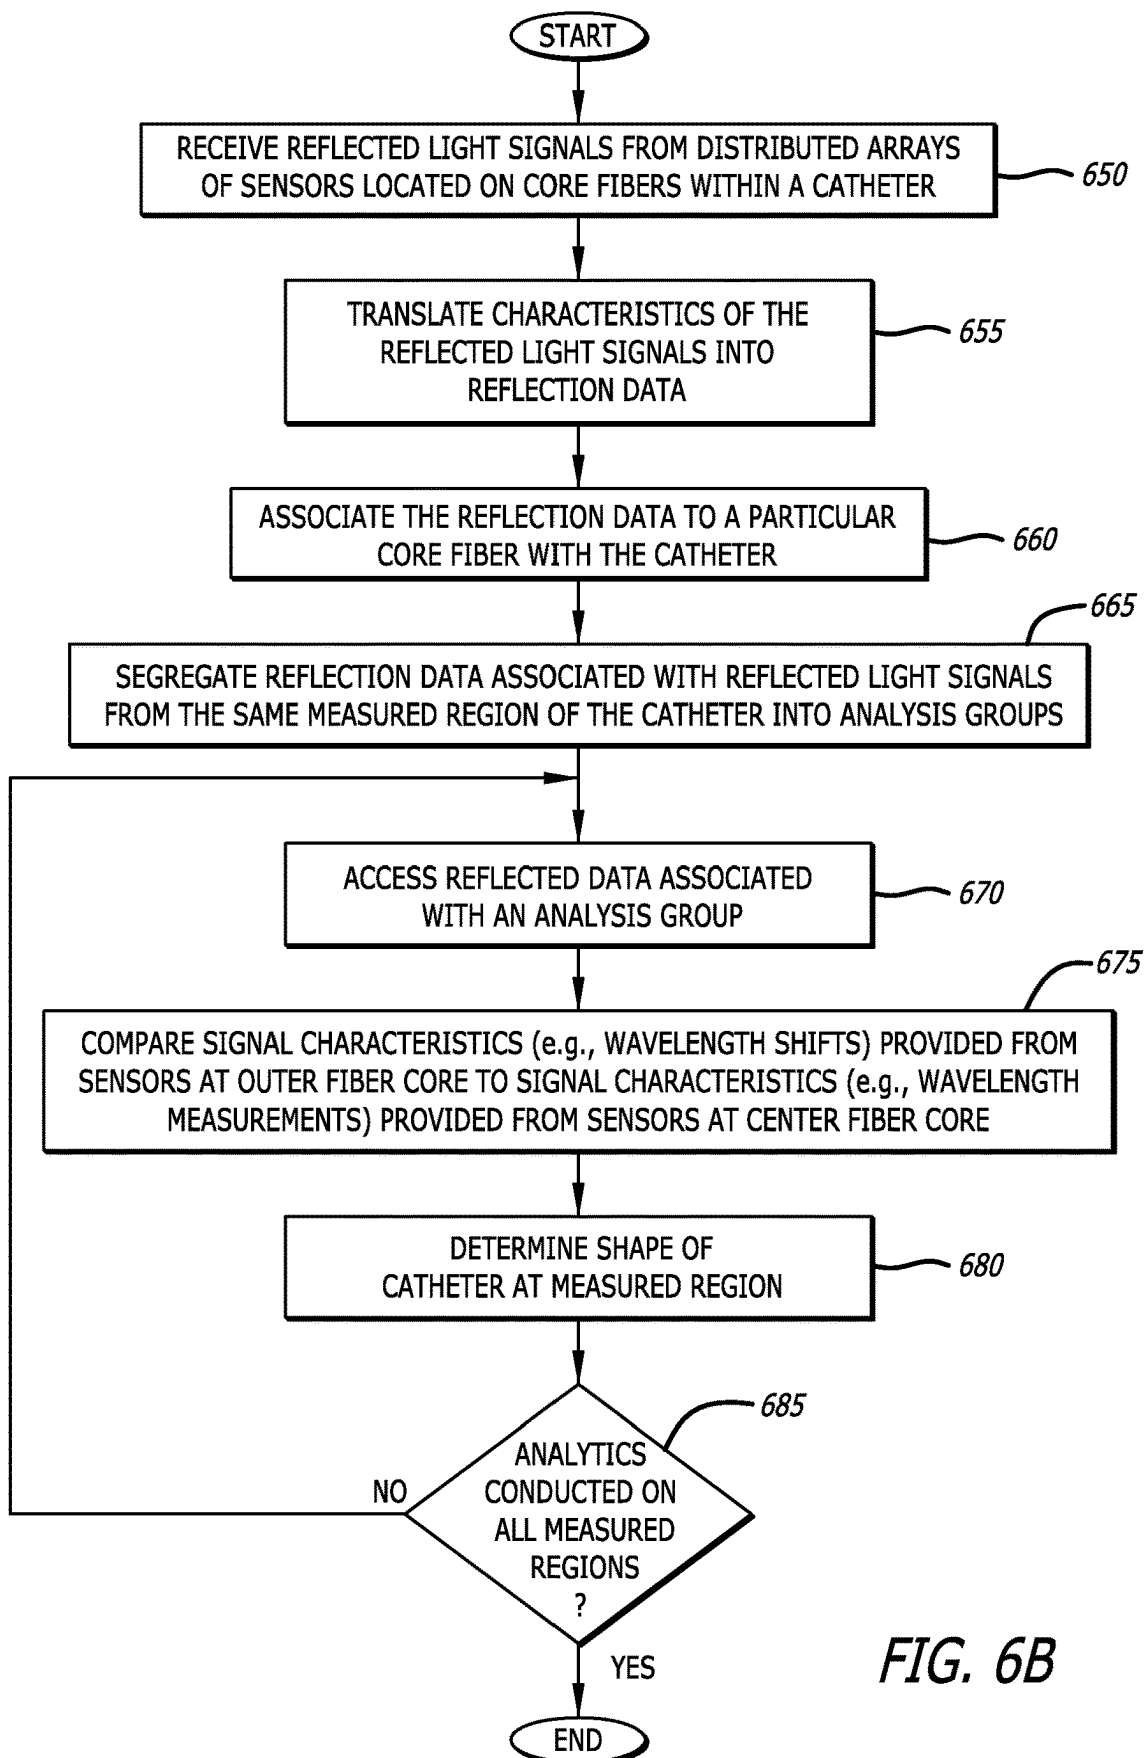 START
RECEIVE REFLECTED LIGHT SIGNALS FROM DISTRIBUTED ARRAYS
OF SENSORS LOCATED ON CORE FIBERS WITHIN A CATHETER
650
TRANSLATE CHARACTERISTICS OF THE
REFLECTED LIGHT SIGNALS INTO
REFLECTION DATA
655
ASSOCIATE THE REFLECTION DATA TO A PARTICULAR
CORE FIBER WITH THE CATHETER
660
665
SEGREGATE REFLECTION DATA ASSOCIATED WITH REFLECTED LIGHT SIGNALS
FROM THE SAME MEASURED REGION OF THE CATHETER INTO ANALYSIS GROUPS
ACCESS REFLECTED DATA ASSOCIATED
WITH AN ANALYSIS GROUP
670
675
COMPARE SIGNAL CHARACTERISTICS (e.g., WAVELENGTH SHIFTS) PROVIDED FROM
SENSORS AT OUTER FIBER CORE TO SIGNAL CHARACTERISTICS (e.g., WAVELENGTH
MEASUREMENTS) PROVIDED FROM SENSORS AT CENTER FIBER CORE
DETERMINE SHAPE OF
CATHETER AT MEASURED REGION
680
685
ANALYTICS
CONDUCTED ON
ALL MEASURED
REGIONS
?
NO
YES
END
FIG. 6B